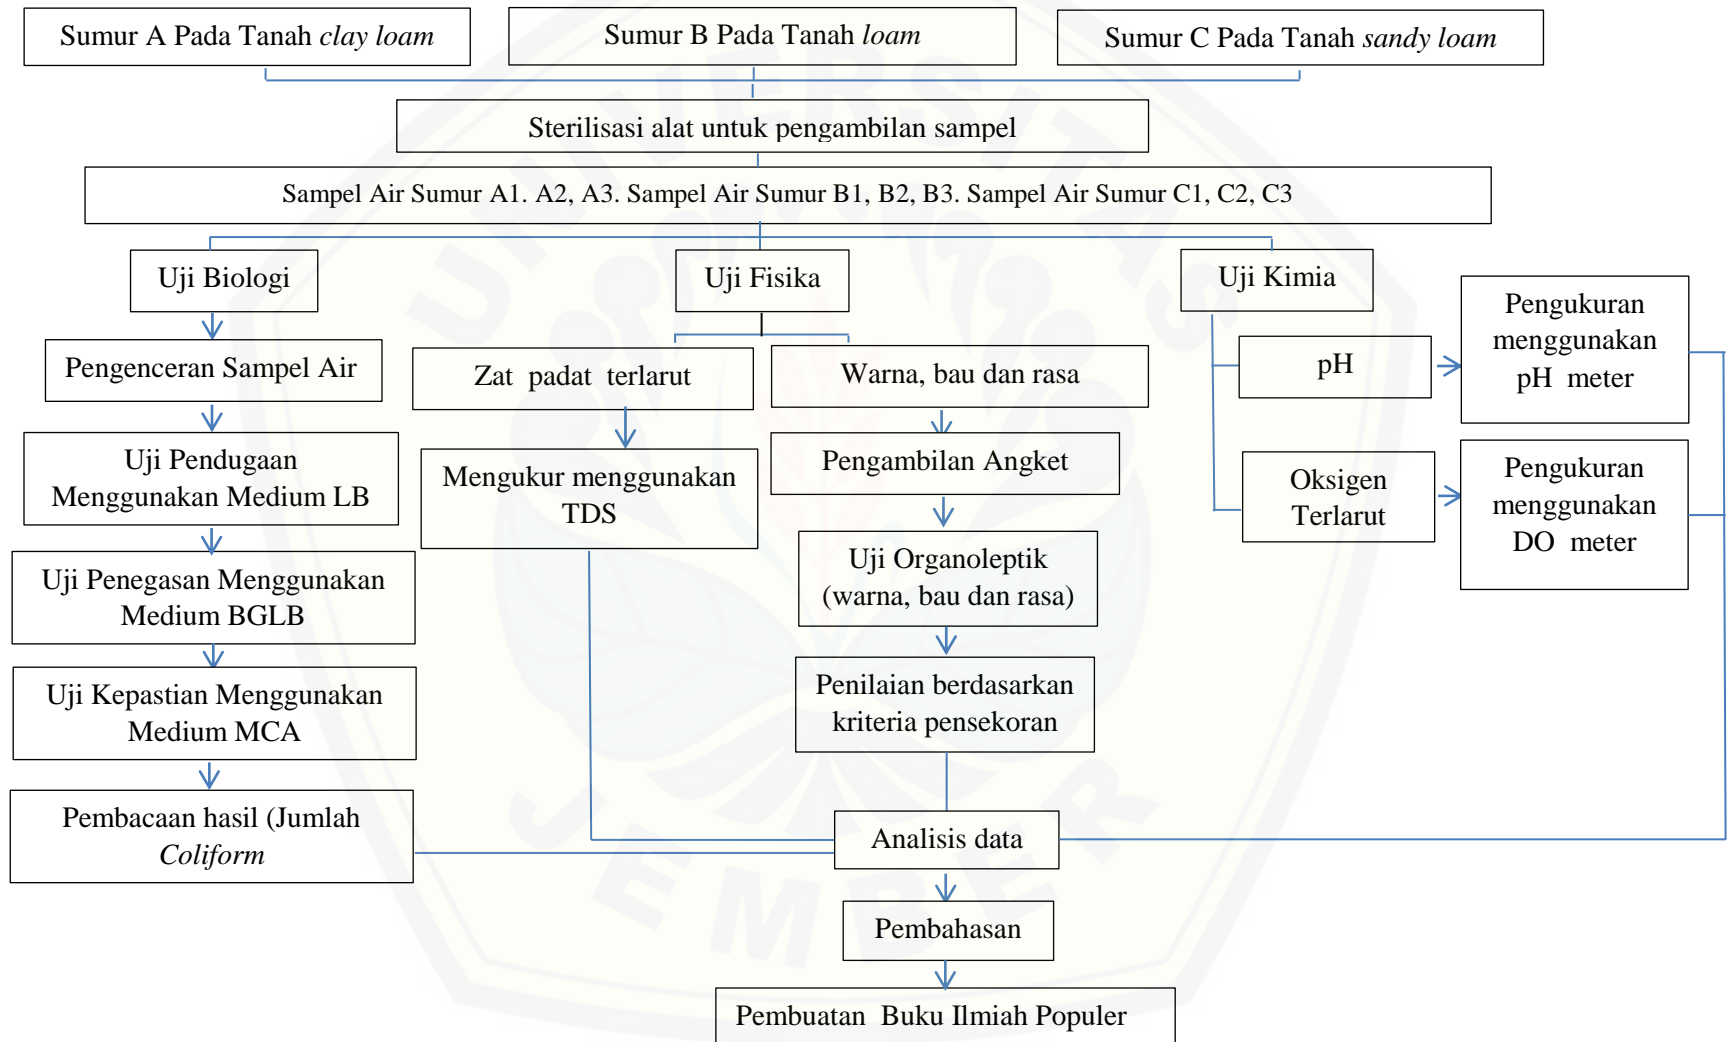 Sumur A Pada Tanah clay loam
Sumur B Pada Tanah loam
Sumur C Pada Tanah sandy loam
Sterilisasi alat untuk pengambilan sampel
Sampel Air Sumur A1. A2, A3. Sampel Air Sumur B1, B2, B3. Sampel Air Sumur C1, C2, C3
Uji Biologi
Pengenceran Sampel Air
Uji Pendugaan
Menggunakan Medium LB
Uji Penegasan Menggunakan
Medium BGLB
Uji Kepastian Menggunakan
Medium MCA
Pembacaan hasil (Jumlah
Coliform
Uji Fisika
Zat padat terlarut
Mengukur menggunakan
TDS
Warna, bau dan rasa
Pengambilan Angket
Uji Organoleptik
(warna, bau dan rasa)
Penilaian berdasarkan
kriteria pensekoran
Uji Kimia
pH
Pengukuran
menggunakan
pH meter
Oksigen
Terlarut
Pengukuran
menggunakan
DO meter
Analisis data
Pembahasan
Pembuatan Buku Ilmiah Populer
UNIVERSITAS
JEMBER